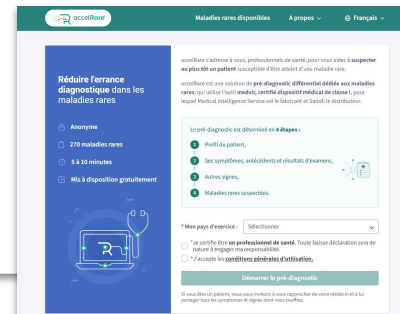 accelRare
Maladies rares disponibles
A propos
Français
Réduire l'errance
diagnostique dans les
maladies rares
Anonyme
270 maladies rares
5 à 10 minutes
Mis à disposition gratuitement
accelRare s'adresse à vous, professionnels de santé, pour vous aider à suspecter
au plus tôt un patient susceptible d'être atteint d'une maladie rare.
accelRare est une solution de pré-diagnostic différentiel dédiée aux maladies
rares, qui utilise l'outil medvir, certifié dispositif médical de classe I, pour
lequel Medical Intelligence Service est le fabricant et Sanofi le distributeur.
Le pré-diagnostic est déterminé en 4 étapes :
1 Profil du patient,
2 Ses symptômes, antécédents et résultats d'examens,
3 Autres signes,
4 Maladies rares suspectées.
* Mon pays d'exercice : Sélectionner
*Je certifie être un professionnel de santé. Toute fausse déclaration sera de
nature à engager ma responsabilité.
*J'accepte les conditions générales d'utilisation.
Démarrer le pré-diagnostic
Si vous êtes un patient, nous vous invitons à vous rapprocher de votre médecin et à lui
partager tous les symptômes et signes dont vous souffrez.